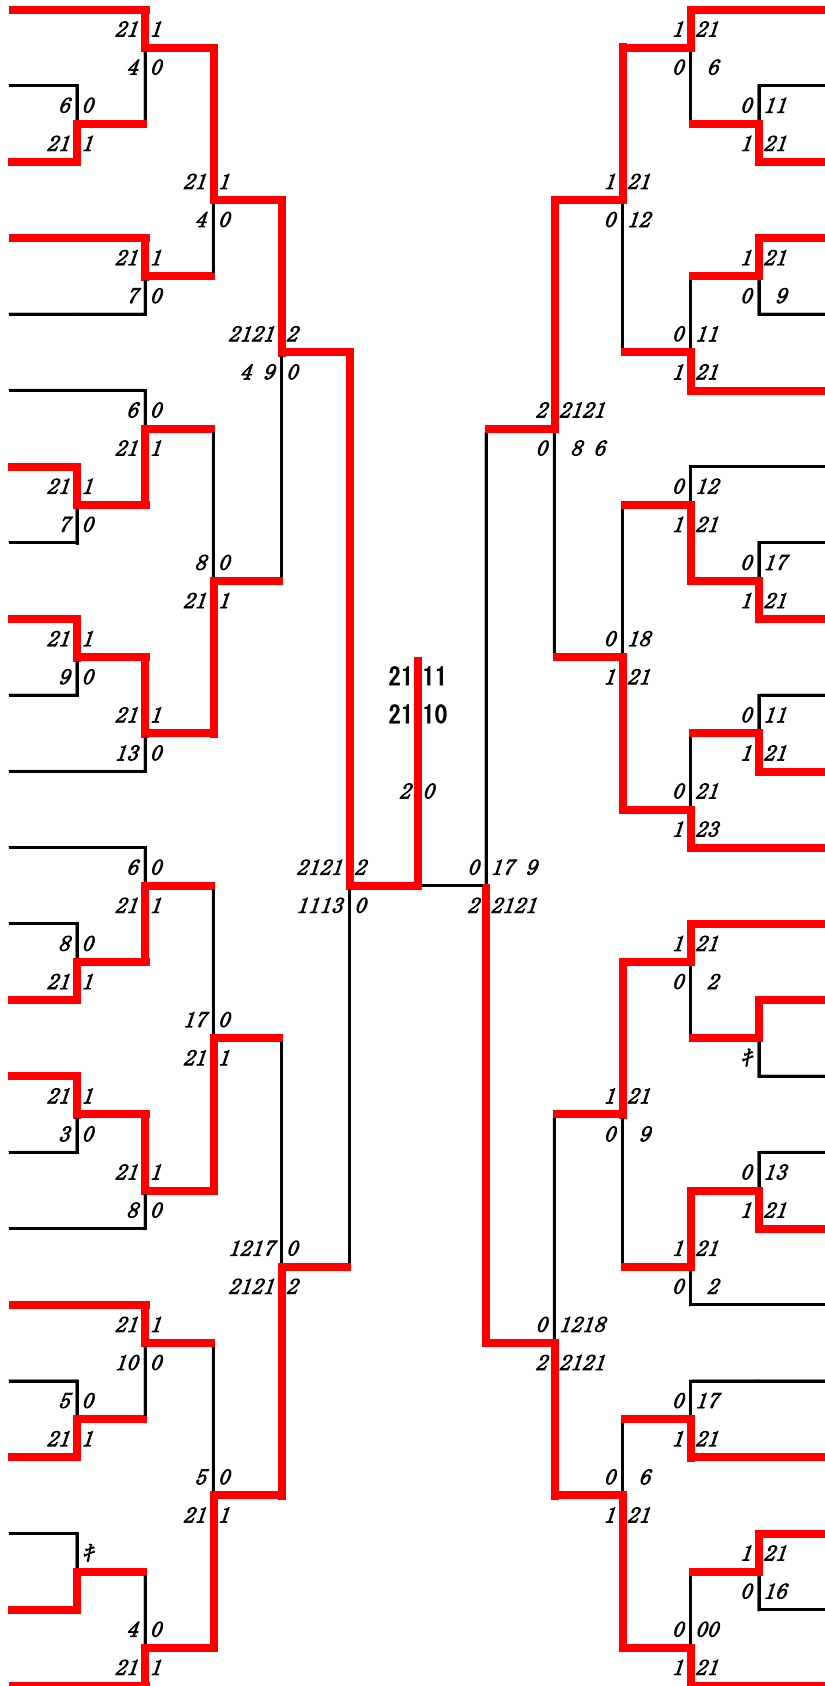 21 1 1 21
4 0 0 6
6 0 0 11
21 1 1 21
21 1 1 21
4 0 0 12
21 1 1 21
7 0 0 9
2121 2 0 11
4 9 0 1 21
6 0 2 2121
21 1 0 8 6
21 1 0 12
7 0 1 21
8 0 0 17
21 1 1 21
21 1 0 18
9 0 21 11 1 21
21 1 21 10 0 11
13 0 1 21
2 0 0 21
1 23
6 0 2121 2 0 17 9
21 1 1113 0 2 2121
8 0 1 21
21 1 0 2
17 0
21 1 ｷ
21 1 1 21
3 0 0 9
21 1 0 13
8 0 1 21
1217 0 1 21
2121 2 0 2
21 1 0 1218
10 0 2 2121
5 0 0 17
21 1 1 21
5 0 0 6
21 1 1 21
ｷ 1 21
0 16
4 0 0 00
21 1 1 21